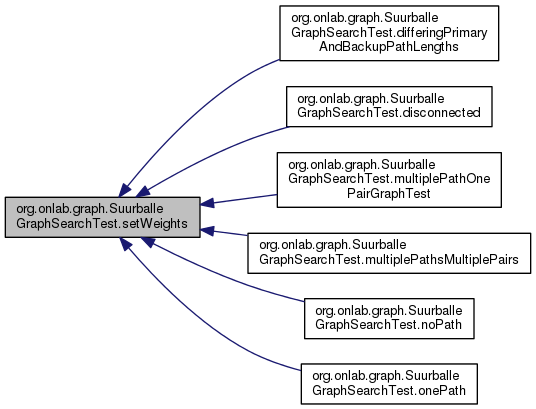 org.onlab.graph.Suurballe
GraphSearchTest.differingPrimary
AndBackupPathLengths
org.onlab.graph.Suurballe
GraphSearchTest.disconnected
org.onlab.graph.Suurballe
GraphSearchTest.multiplePathOne
PairGraphTest
org.onlab.graph.Suurballe
GraphSearchTest.setWeights
org.onlab.graph.Suurballe
GraphSearchTest.multiplePathsMultiplePairs
org.onlab.graph.Suurballe
GraphSearchTest.noPath
org.onlab.graph.Suurballe
GraphSearchTest.onePath